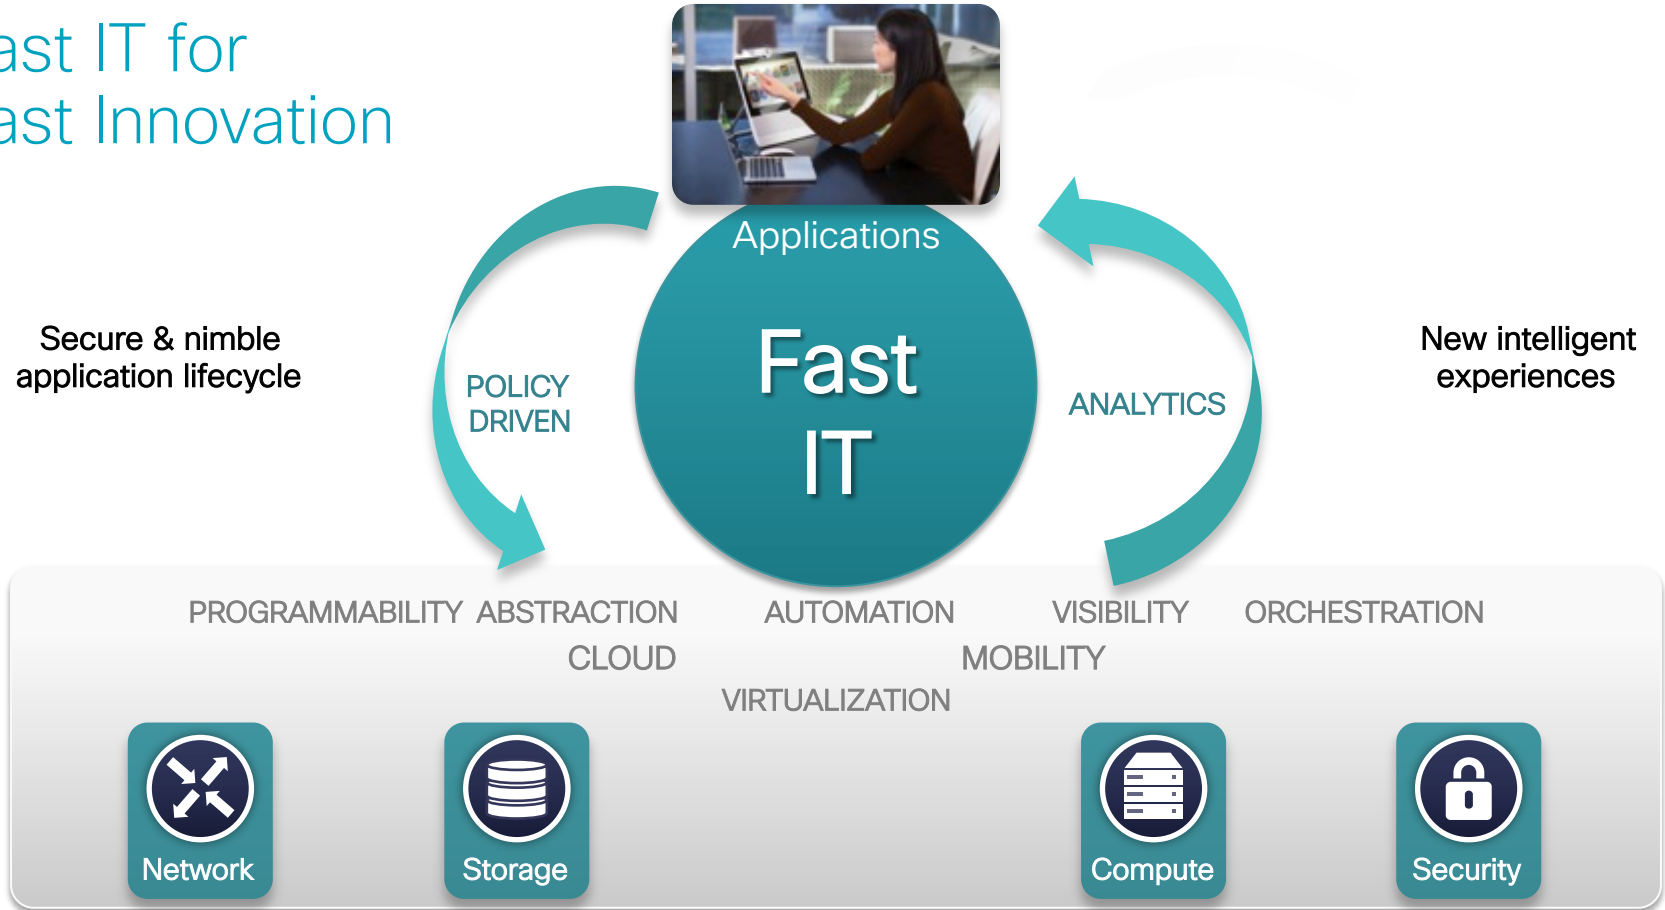 ast IT for
ast Innovation
Applications
Fast
IT
Secure & nimble
application lifecycle
POLICY
DRIVEN
ANALYTICS
New intelligent
experiences
PROGRAMMABILITY ABSTRACTION AUTOMATION VISIBILITY ORCHESTRATION
CLOUD MOBILITY
VIRTUALIZATION
Network Storage Compute Security